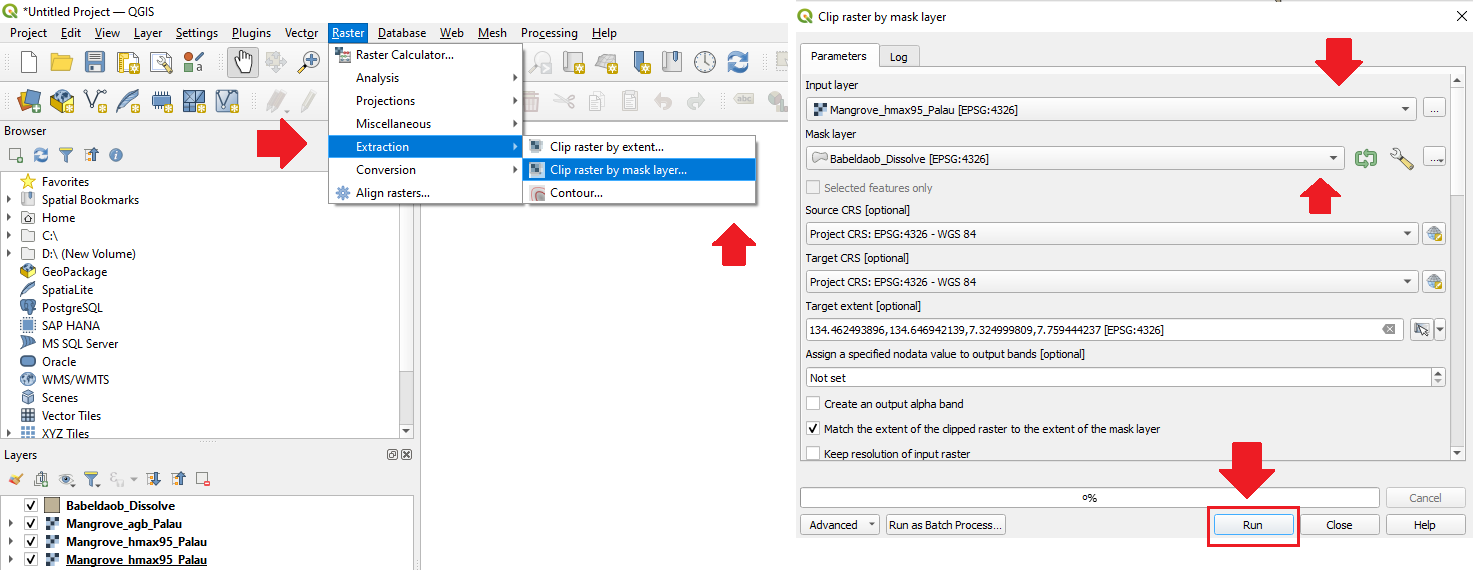 *Untitled Project — QGIS
Project Edit View Layer Settings Plugins Vector Raster Database Web Mesh Processing Help
Raster Calculator...
Analysis
Projections
Miscellaneous
Extraction
Conversion
Align rasters...
Clip raster by extent...
Clip raster by mask layer...
Contour...
abc
Browser
Favorites
Spatial Bookmarks
Home
C:\
D:\ (New Volume)
GeoPackage
SpatiaLite
PostgreSQL
SAP HANA
MS SQL Server
Oracle
WMS/WMTS
Scenes
Vector Tiles
XYZ Tiles
Layers
Babeldaob_Dissolve
Mangrove_agb_Palau
Mangrove_hmax95_Palau
Mangrove_hmax95_Palau
Clip raster by mask layer
Parameters Log
Input layer
Mangrove_hmax95_Palau [EPSG:4326]
...
Mask layer
Babeldaob_Dissolve [EPSG:4326]
...
Selected features only
Source CRS [optional]
Project CRS: EPSG:4326 - WGS 84
Target CRS [optional]
Project CRS: EPSG:4326 - WGS 84
Target extent [optional]
134.462493896,134.646942139,7.324999809,7.759444237 [EPSG:4326]
Assign a specified nodata value to output bands [optional]
Not set
Create an output alpha band
Match the extent of the clipped raster to the extent of the mask layer
Keep resolution of input raster
0%
Cancel
Advanced Run as Batch Process... Run Close Help